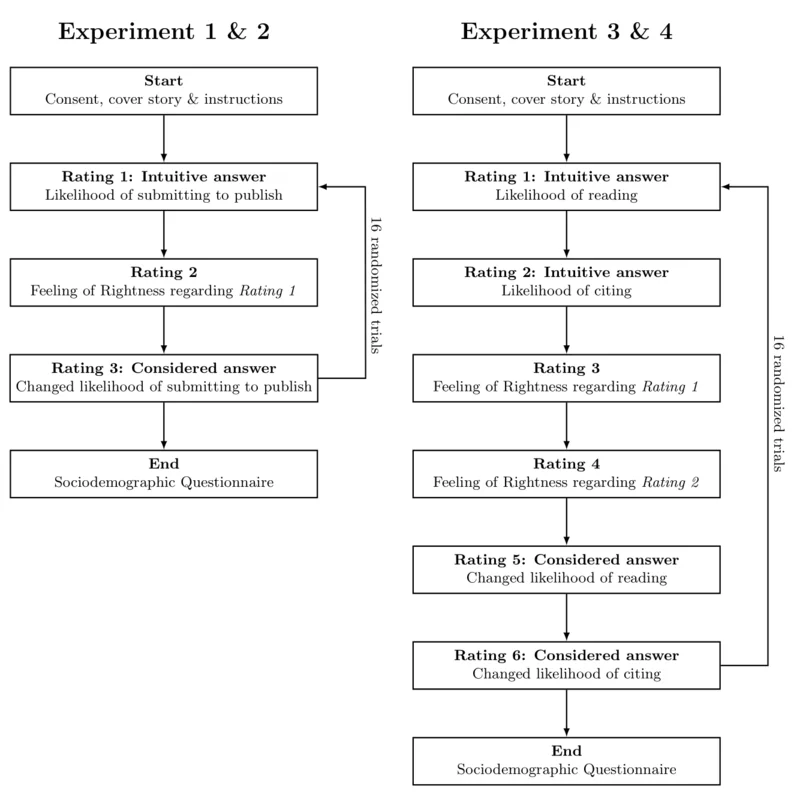 Experiment 1 & 2
Start
Consent, cover story & instructions
Rating 1: Intuitive answer
Likelihood of submitting to publish
Rating 2
Feeling of Rightness regarding Rating 1
Rating 3: Considered answer
Changed likelihood of submitting to publish
End
Sociodemographic Questionnaire
16 randomized trials
Experiment 3 & 4
Start
Consent, cover story & instructions
Rating 1: Intuitive answer
Likelihood of reading
Rating 2: Intuitive answer
Likelihood of citing
Rating 3
Feeling of Rightness regarding Rating 1
Rating 4
Feeling of Rightness regarding Rating 2
Rating 5: Considered answer
Changed likelihood of reading
Rating 6: Considered answer
Changed likelihood of citing
End
Sociodemographic Questionnaire
16 randomized trials